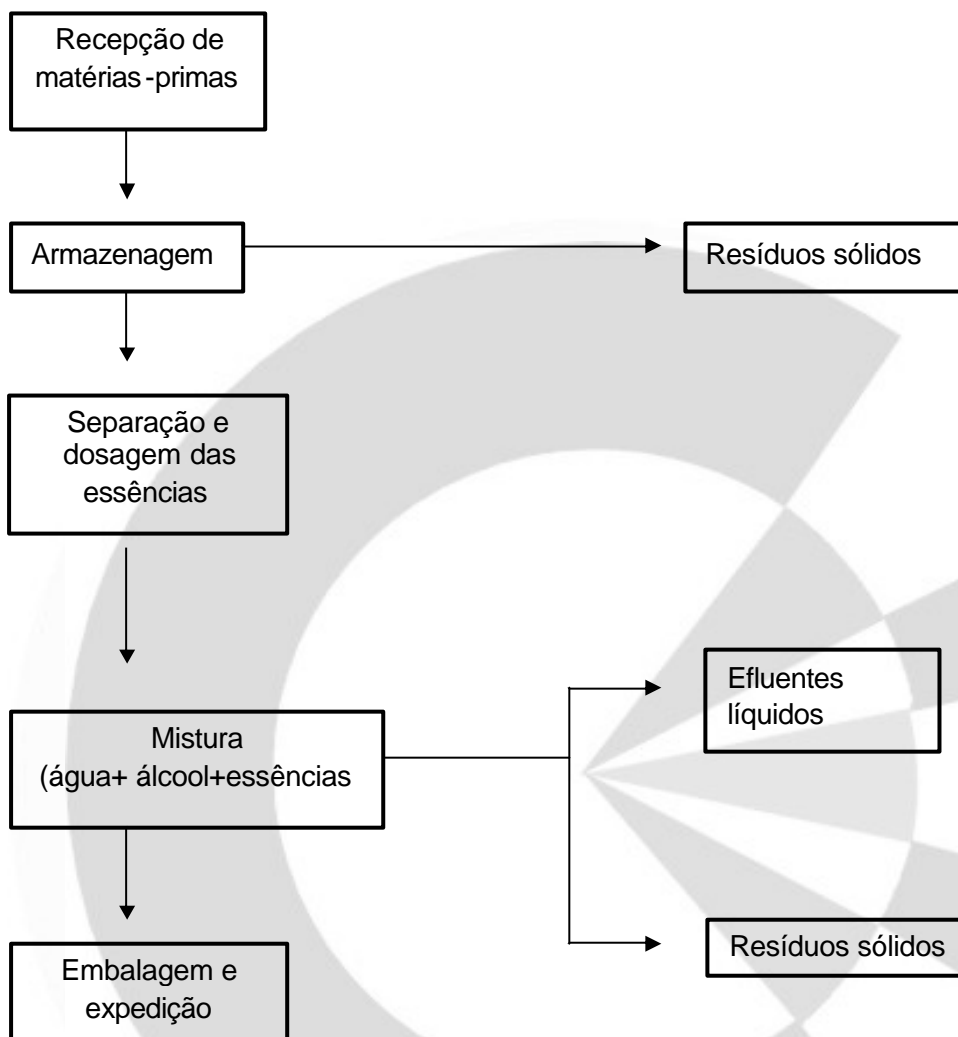 Recepção de
matérias-primas
Armazenagem
Resíduos sólidos
Separação e
dosagem das
essências
Efluentes
líquidos
Mistura
(água+ álcool+essências
Resíduos sólidos
Embalagem e
expedição